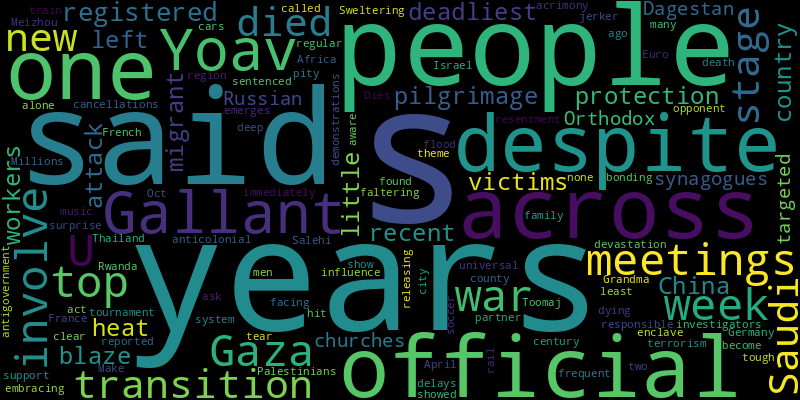 train
called
Sweltering
acrimony
jerker
Dagestan
Meizhou
registered
died
deadliest
cars
ago
many
new
left
Yoav
regular
people
Euro
stage
country
one
Africa
Israel
death
region
sentenced
pity
migrant
Russian
pilgrimage
protection
alone
cancellations
emerges
Dies
opponent
said
s
Orthodox
resentment
French
deep
demonstrations
aware
despite
attack
theme
flood
none
bonding
Millions
little
found
victims
synagogues
targeted
workers
involve
Oct
immediately
faltering
Gallant
across
music
family
surprise
recent
U
Thailand
anticolonial
Salehi
devastation
antigovernment
years
meetings
Saudi
top
Rwanda
men
influence
show
releasing
city
universal
county
Grandma
China
act
tournament
ask
facing
hit
war
Toomaj
least
week
heat
France
system
partner
soccer
dying
clear
reported
tear
churches
century
responsible
investigators
enclave
Germany
blaze
Gaza
official
terrorism
become
Make
Palestinians
April
rail
two
tough
support
embracing
transition
delays
showed
frequent